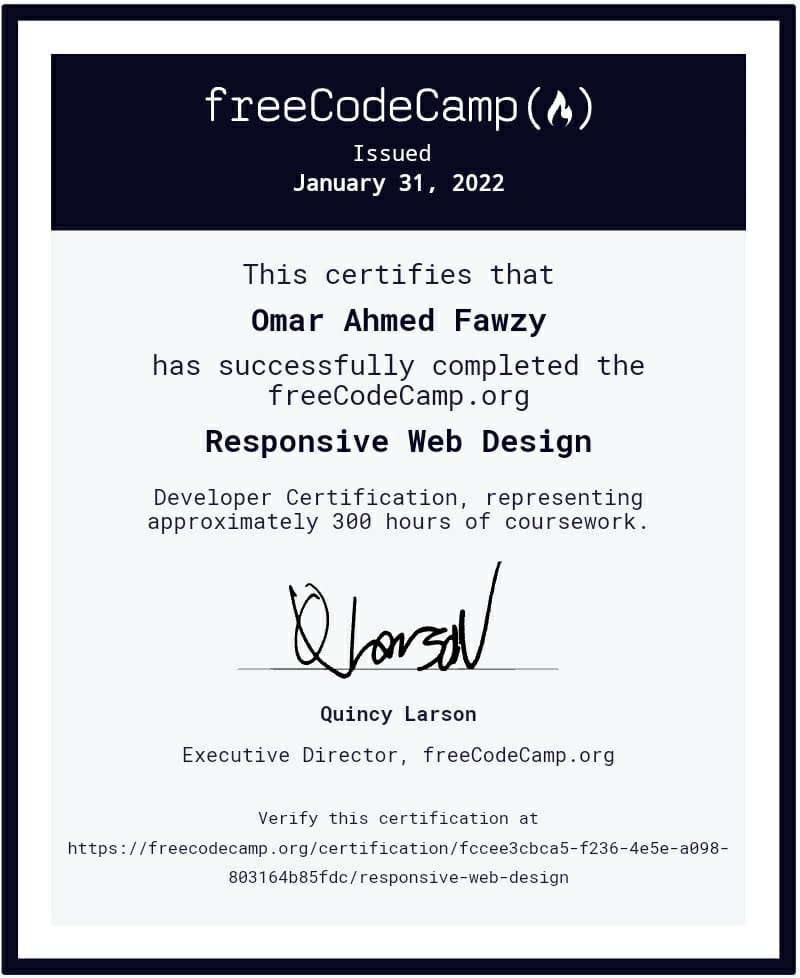 freeCodeCamp(🔥)
Issued
January 31, 2022
This certifies that
Omar Ahmed Fawzy
has successfully completed the
freeCodeCamp.org
Responsive Web Design
Developer Certification, representing
approximately 300 hours of coursework.
QLarson
Quincy Larson
Executive Director, freeCodeCamp.org
Verify this certification at
https://freecodecamp.org/certification/fccee3cbca5-f236-4e5e-a098-
803164b85fdc/responsive-web-design